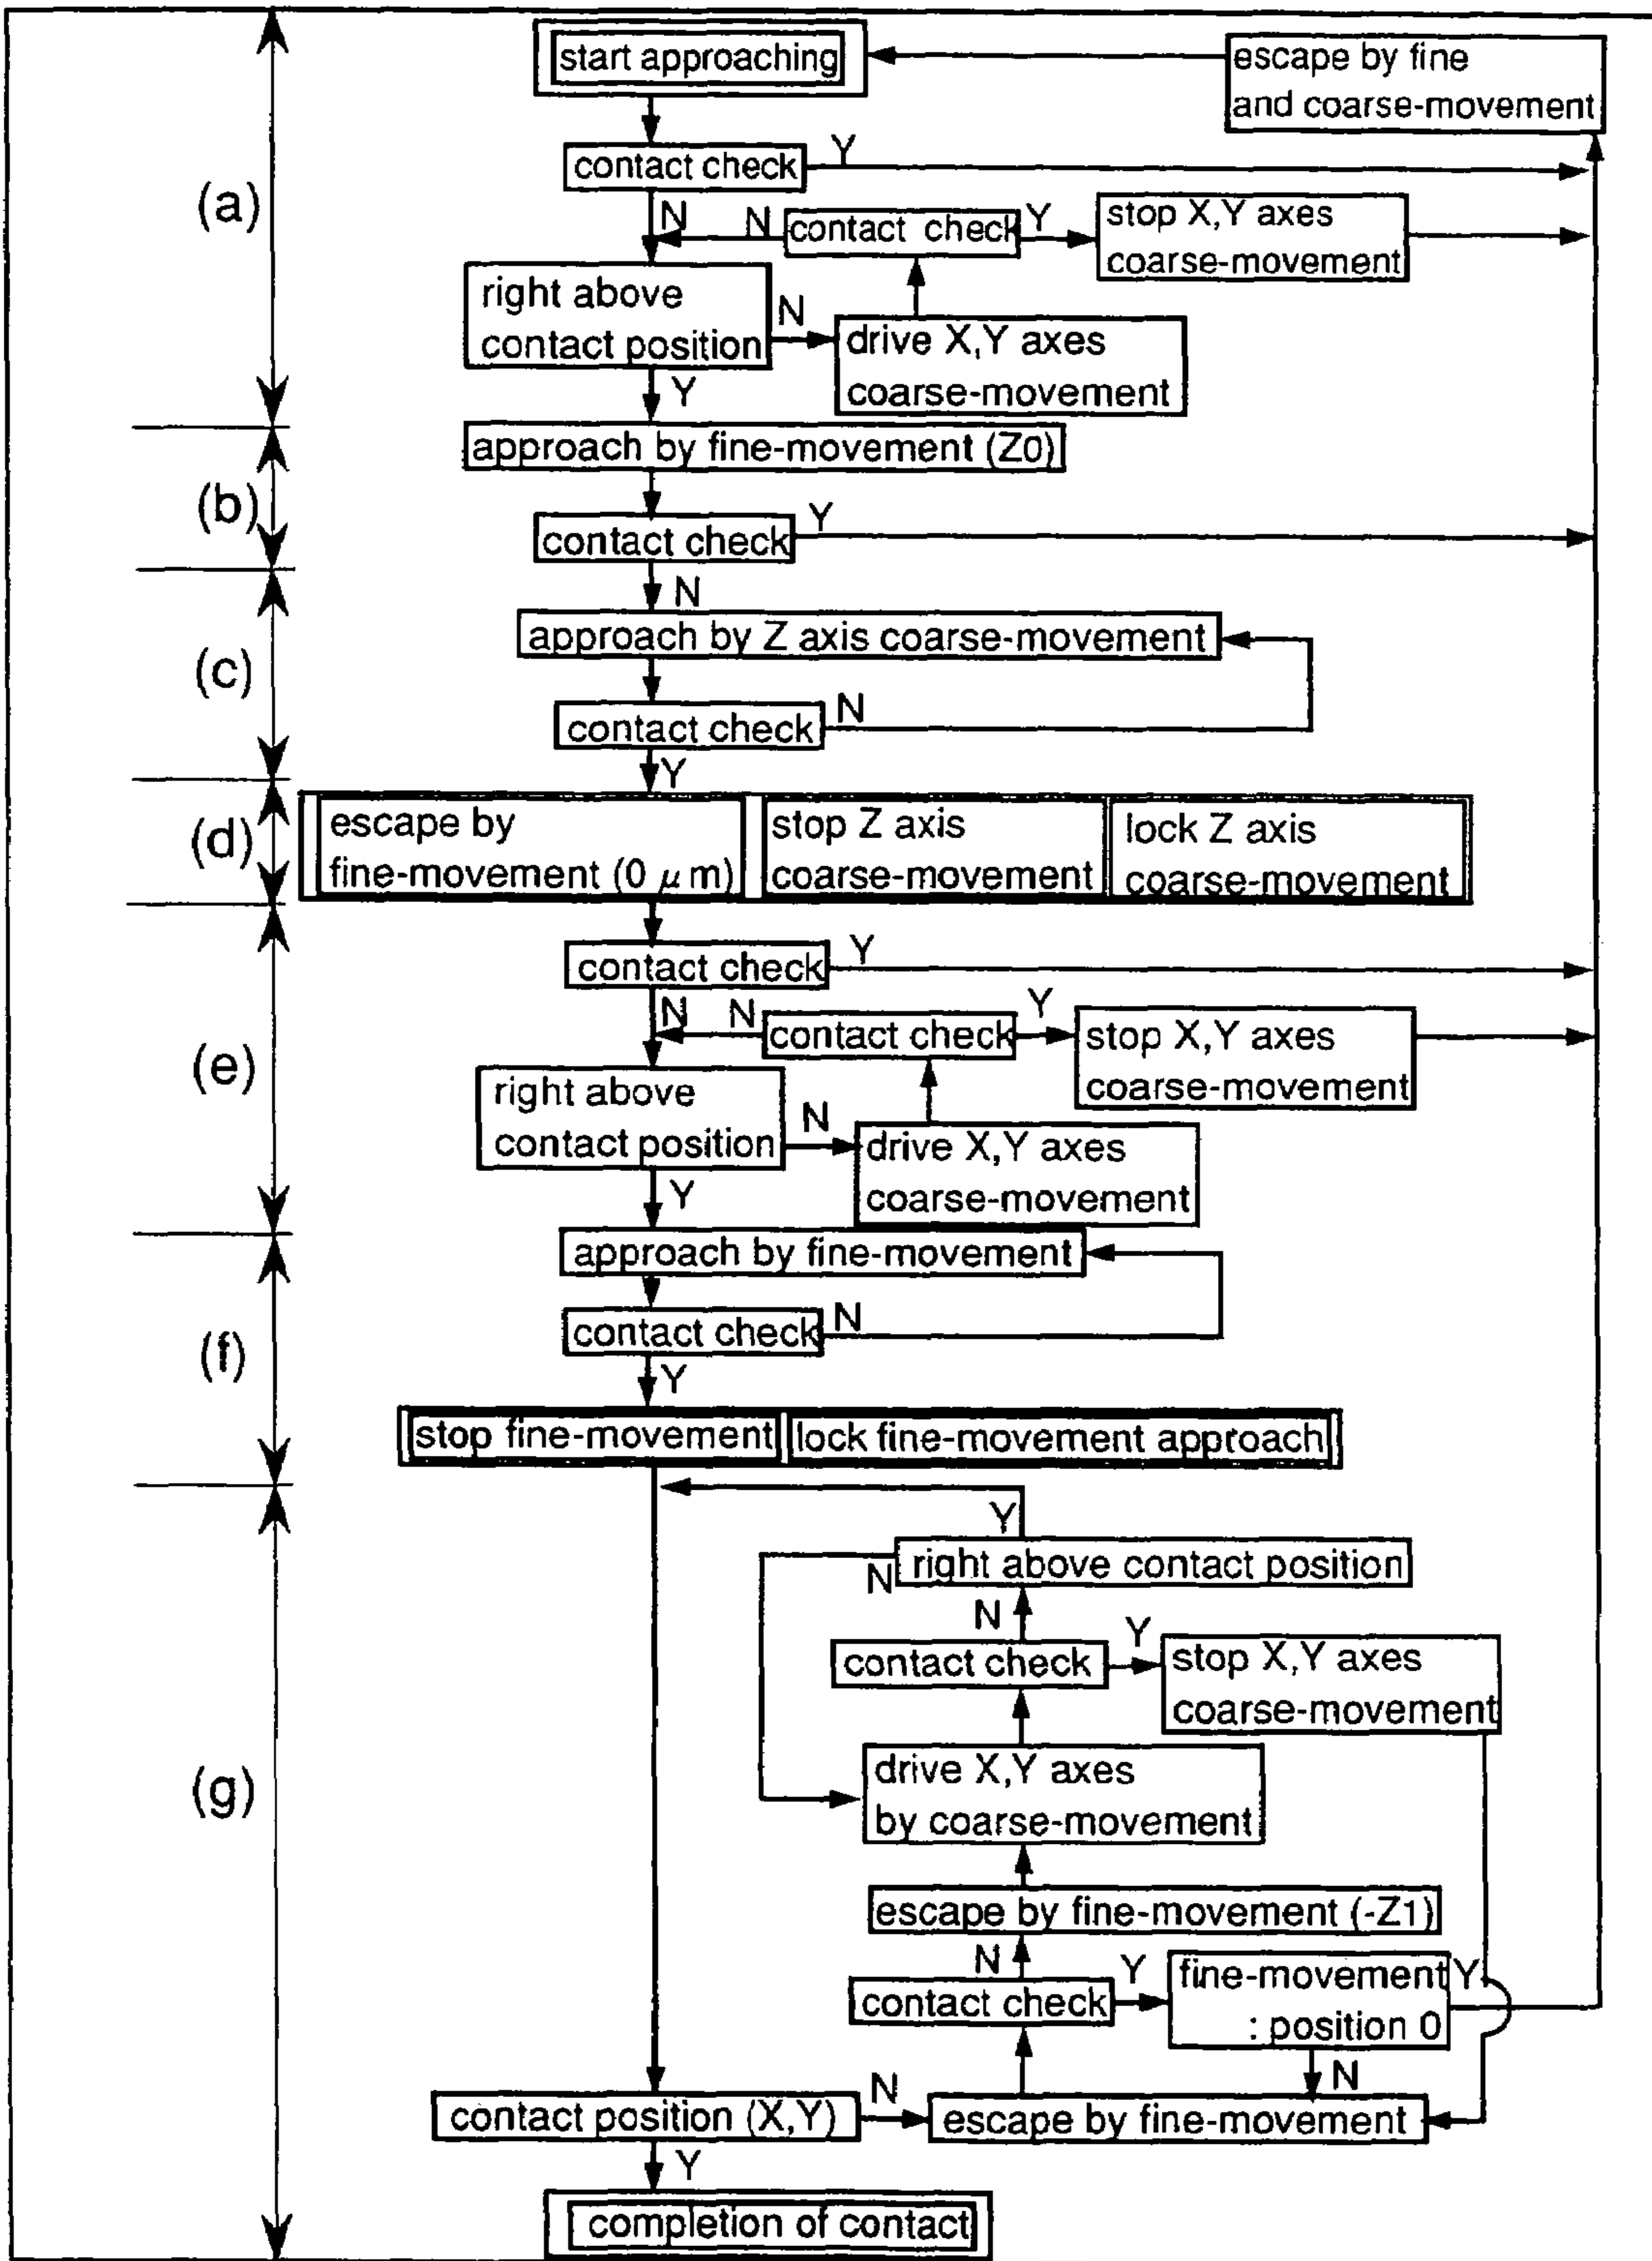 start approaching
escape by fine
and coarse-movement
contact check
Y
(a)
N
N
contact check
Y
stop X,Y axes
coarse-movement
right above
contact position
N
drive X,Y axes
coarse-movement
Y
approach by fine-movement (Z0)
(b)
contact check
Y
N
approach by Z axis coarse-movement
(c)
contact check
N
Y
(d)
escape by
fine-movement (0 μm)
stop Z axis
coarse-movement
lock Z axis
coarse-movement
contact check
Y
(e)
N
N
contact check
Y
stop X,Y axes
coarse-movement
right above
contact position
N
drive X,Y axes
coarse-movement
Y
approach by fine-movement
contact check
N
(f)
Y
stop fine-movement
lock fine-movement approach
Y
right above contact position
N
N
contact check
Y
stop X,Y axes
coarse-movement
(g)
drive X,Y axes
by coarse-movement
escape by fine-movement (-Z1)
N
contact check
Y
fine-movement
: position 0
Y
N
contact position (X,Y)
N
escape by fine-movement
Y
completion of contact